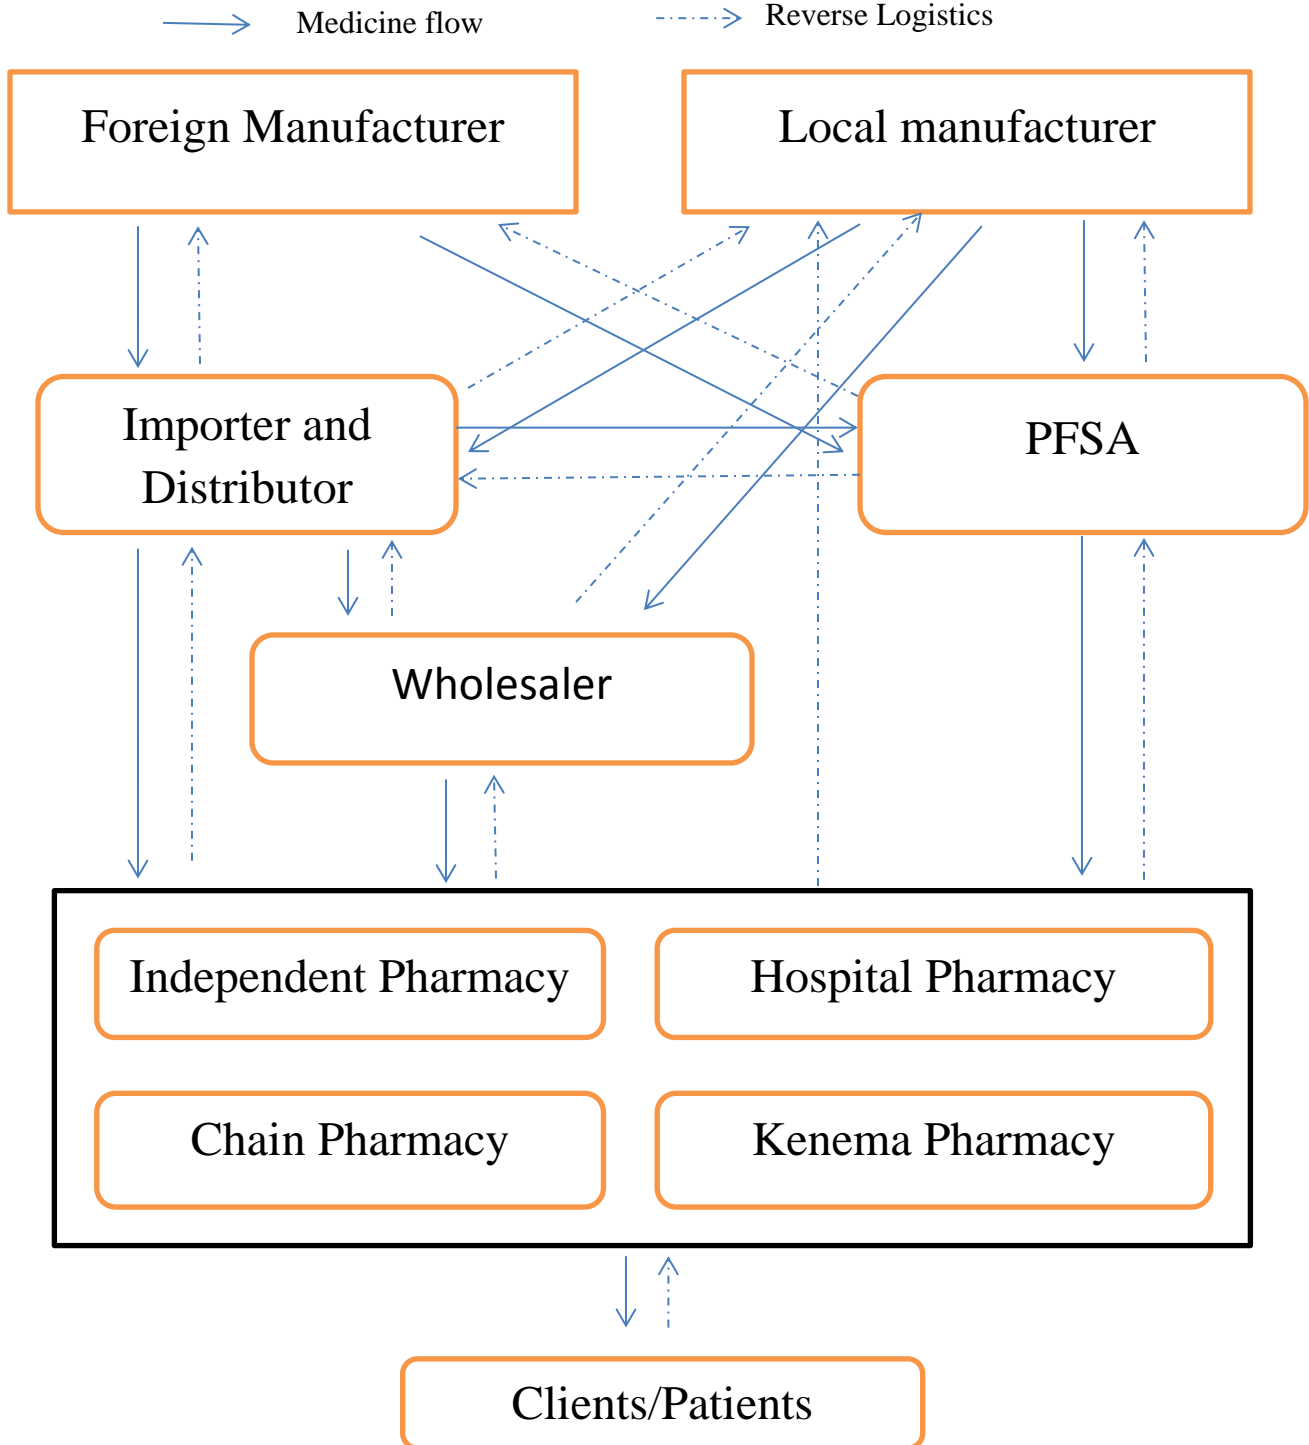 Medicine flow
Reverse Logistics
Foreign Manufacturer
Local manufacturer
Importer and
Distributor
PFSA
Wholesaler
Independent Pharmacy
Hospital Pharmacy
Chain Pharmacy
Kenema Pharmacy
Clients/Patients